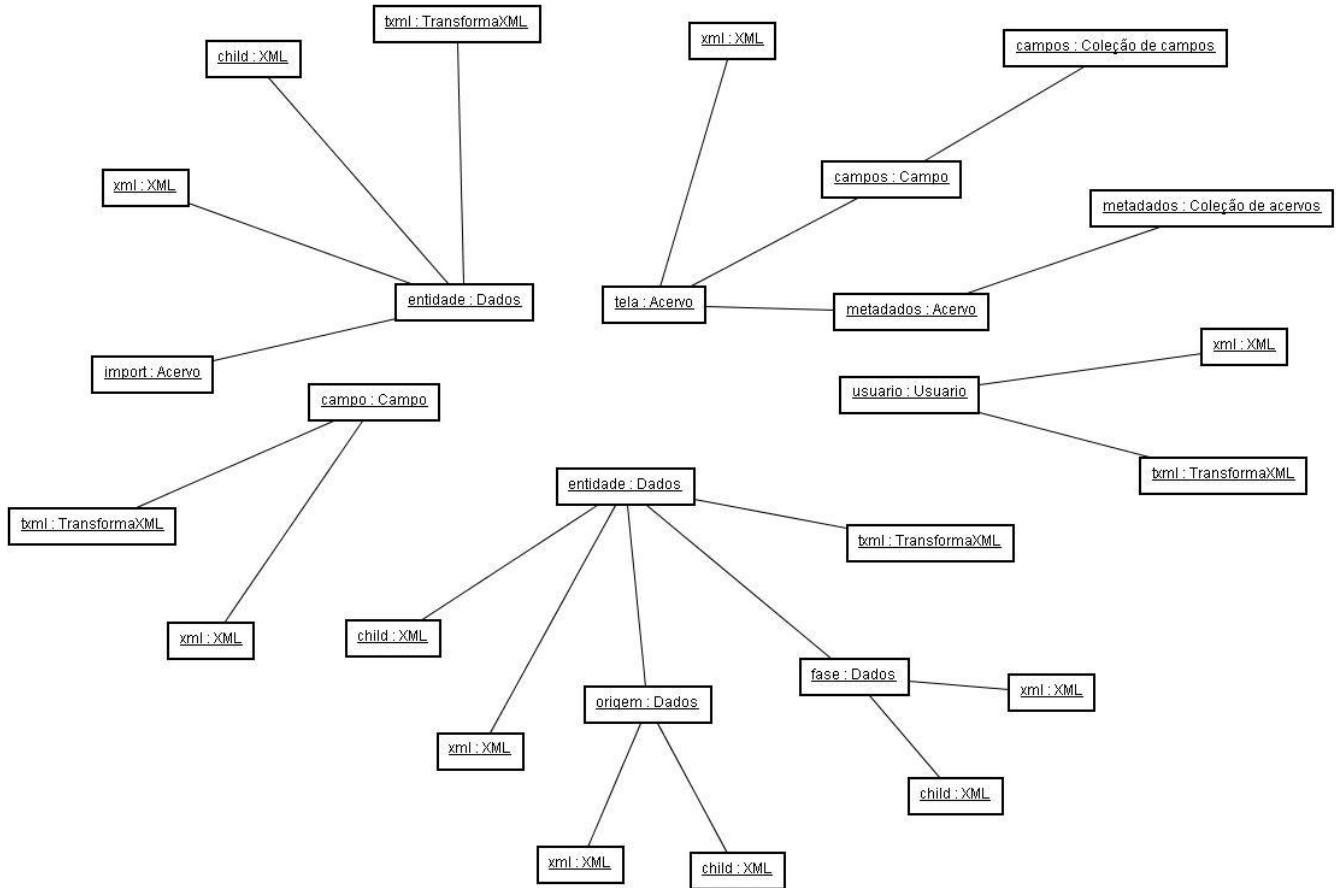 txml : TransformaXML
xml : XML
campos : Coleção de campos
child : XML
campos : Campo
xml : XML
metadados : Coleção de acervos
entidade : Dados
tela : Acervo
metadados : Acervo
xml : XML
import : Acervo
usuario : Usuario
campo : Campo
txml : TransformaXML
entidade : Dados
txml : TransformaXML
txml : TransformaXML
child : XML
xml : XML
fase : Dados
xml : XML
origem : Dados
xml : XML
child : XML
xml : XML
child : XML